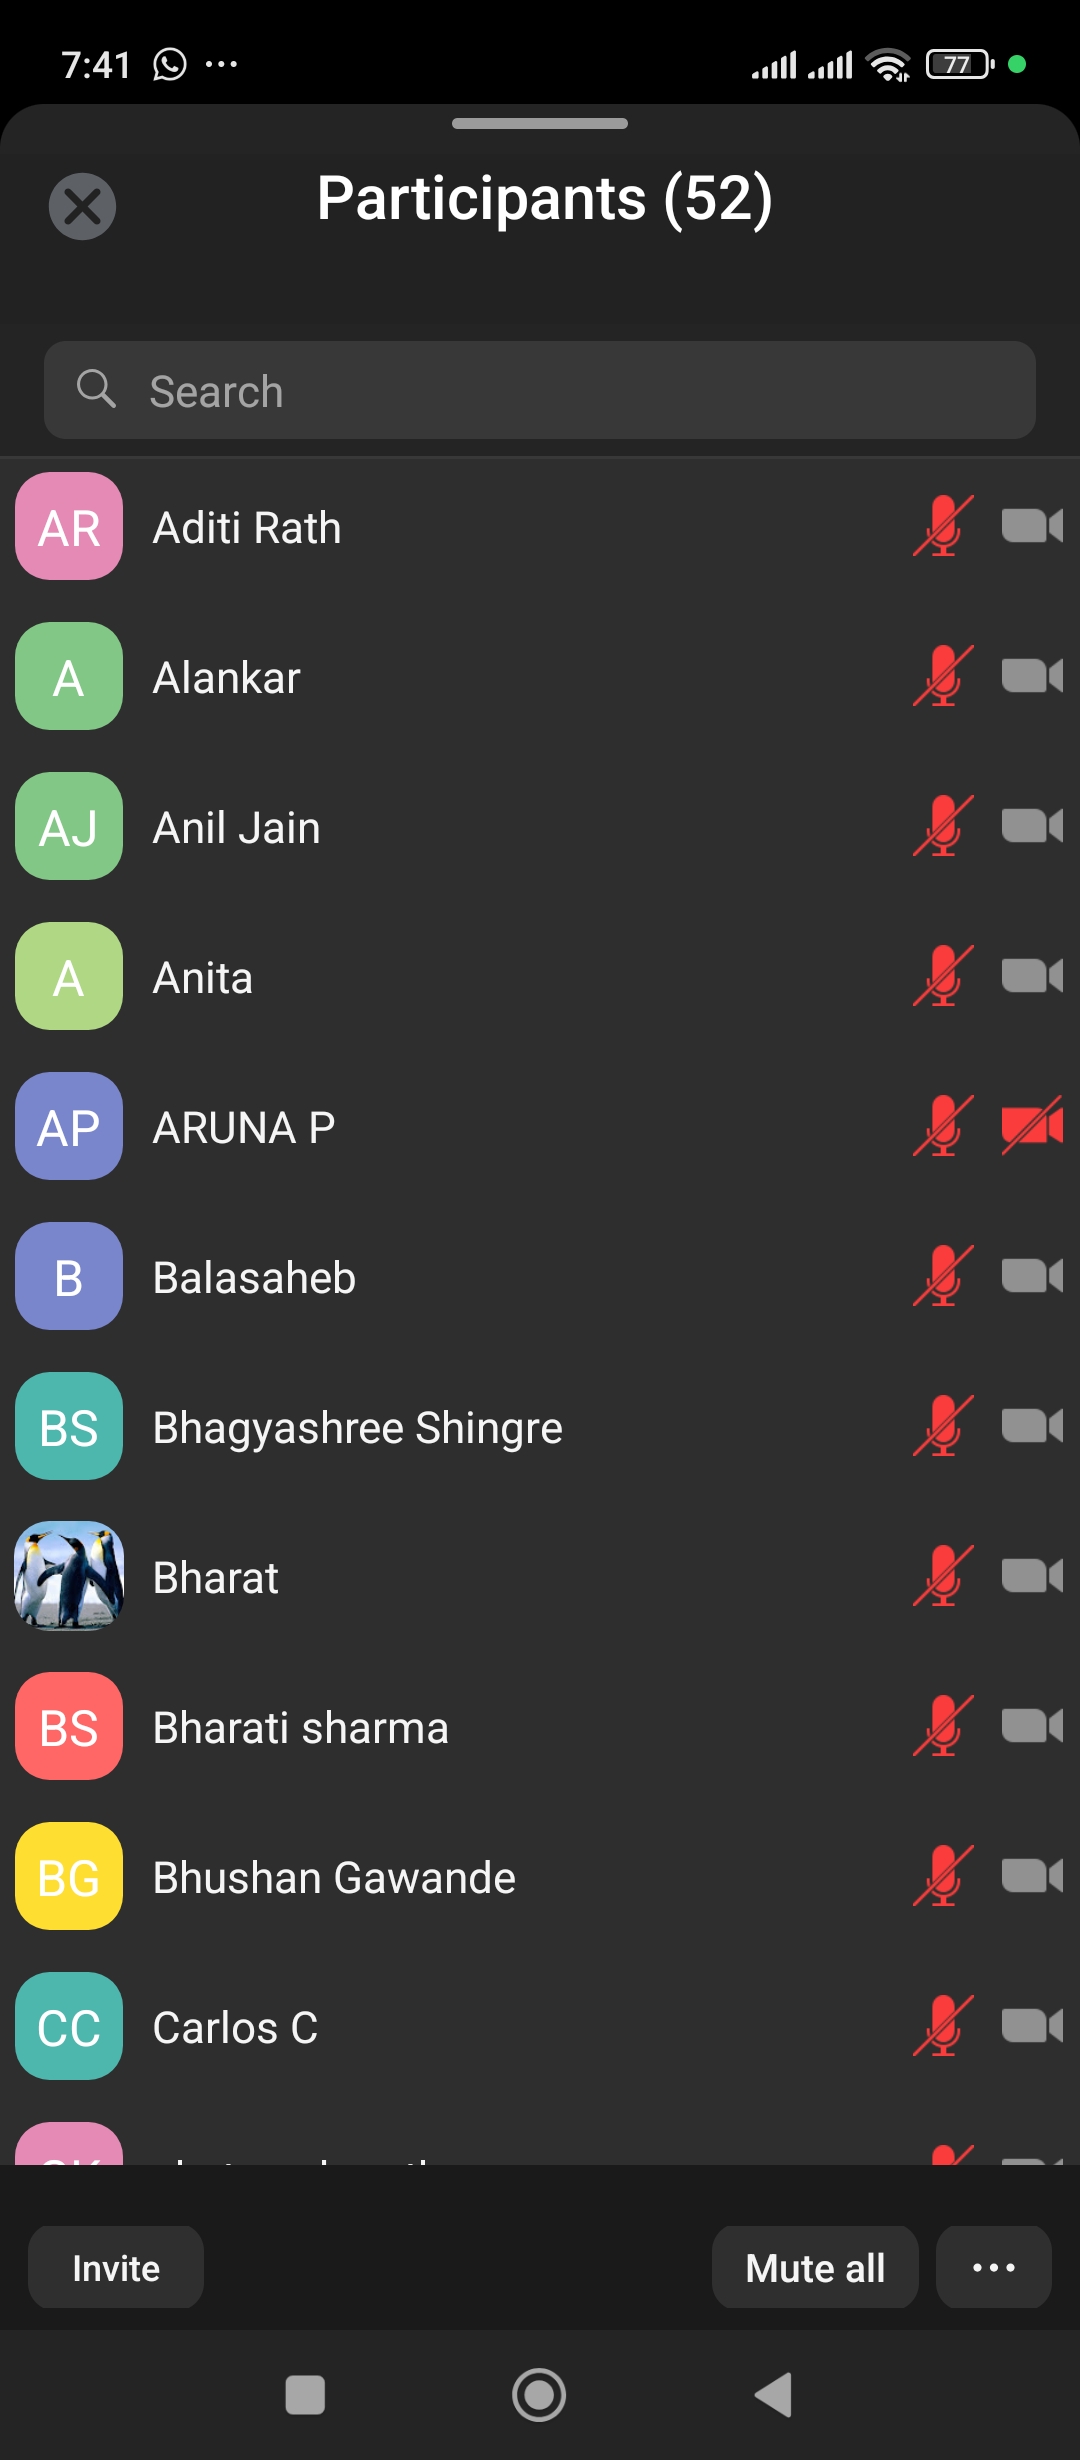 7:41
77
Participants (52)
Search
AR Aditi Rath
A Alankar
AJ Anil Jain
A Anita
AP ARUNA P
B Balasaheb
BS Bhagyashree Shingre
Bharat
BS Bharati sharma
BG Bhushan Gawande
CC Carlos C
Invite Mute all